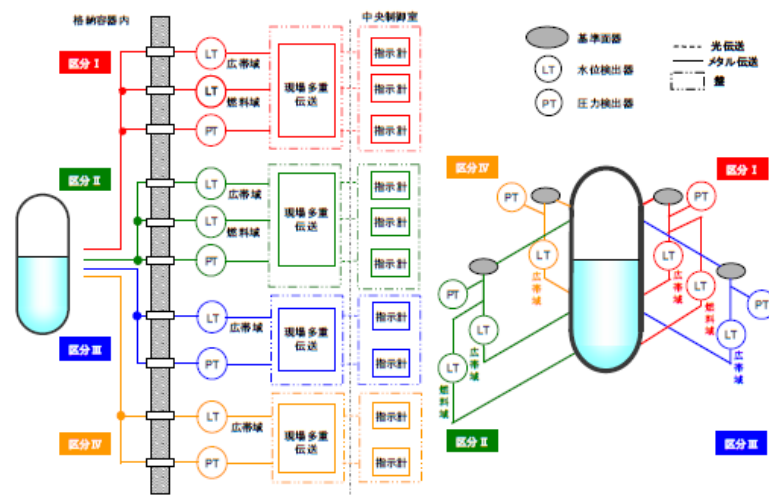 格納容器内
中央制御室
区分Ⅰ
LT
広帯域
LT
燃料域
PT
現場多重
伝送
指示計
指示計
指示計
区分Ⅱ
LT
広帯域
LT
燃料域
PT
現場多重
伝送
指示計
指示計
指示計
区分Ⅲ
LT
広帯域
PT
現場多重
伝送
指示計
指示計
区分Ⅳ
LT
広帯域
PT
現場多重
伝送
指示計
指示計
基準面器
LT
水位検出器
PT
圧力検出器
光伝送
メタル伝送
盤
区分Ⅳ
PT
LT
広帯域
区分Ⅰ
PT
LT
広帯域
LT
燃料域
PT
LT
広帯域
LT
燃料域
区分Ⅱ
PT
LT
広帯域
区分Ⅲ